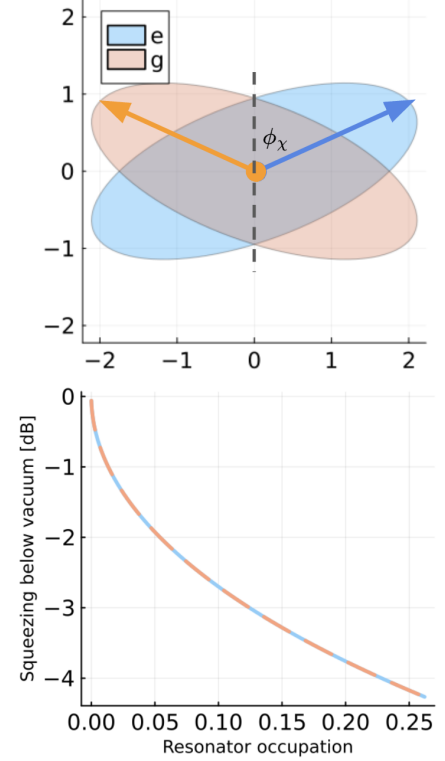 2
e
g
1
ϕχ
0
−1
−2
−2 −1 0 1 2
0
−1
−2
−3
−4
Squeezing below vacuum [dB]
0.00 0.05 0.10 0.15 0.20 0.25
Resonator occupation